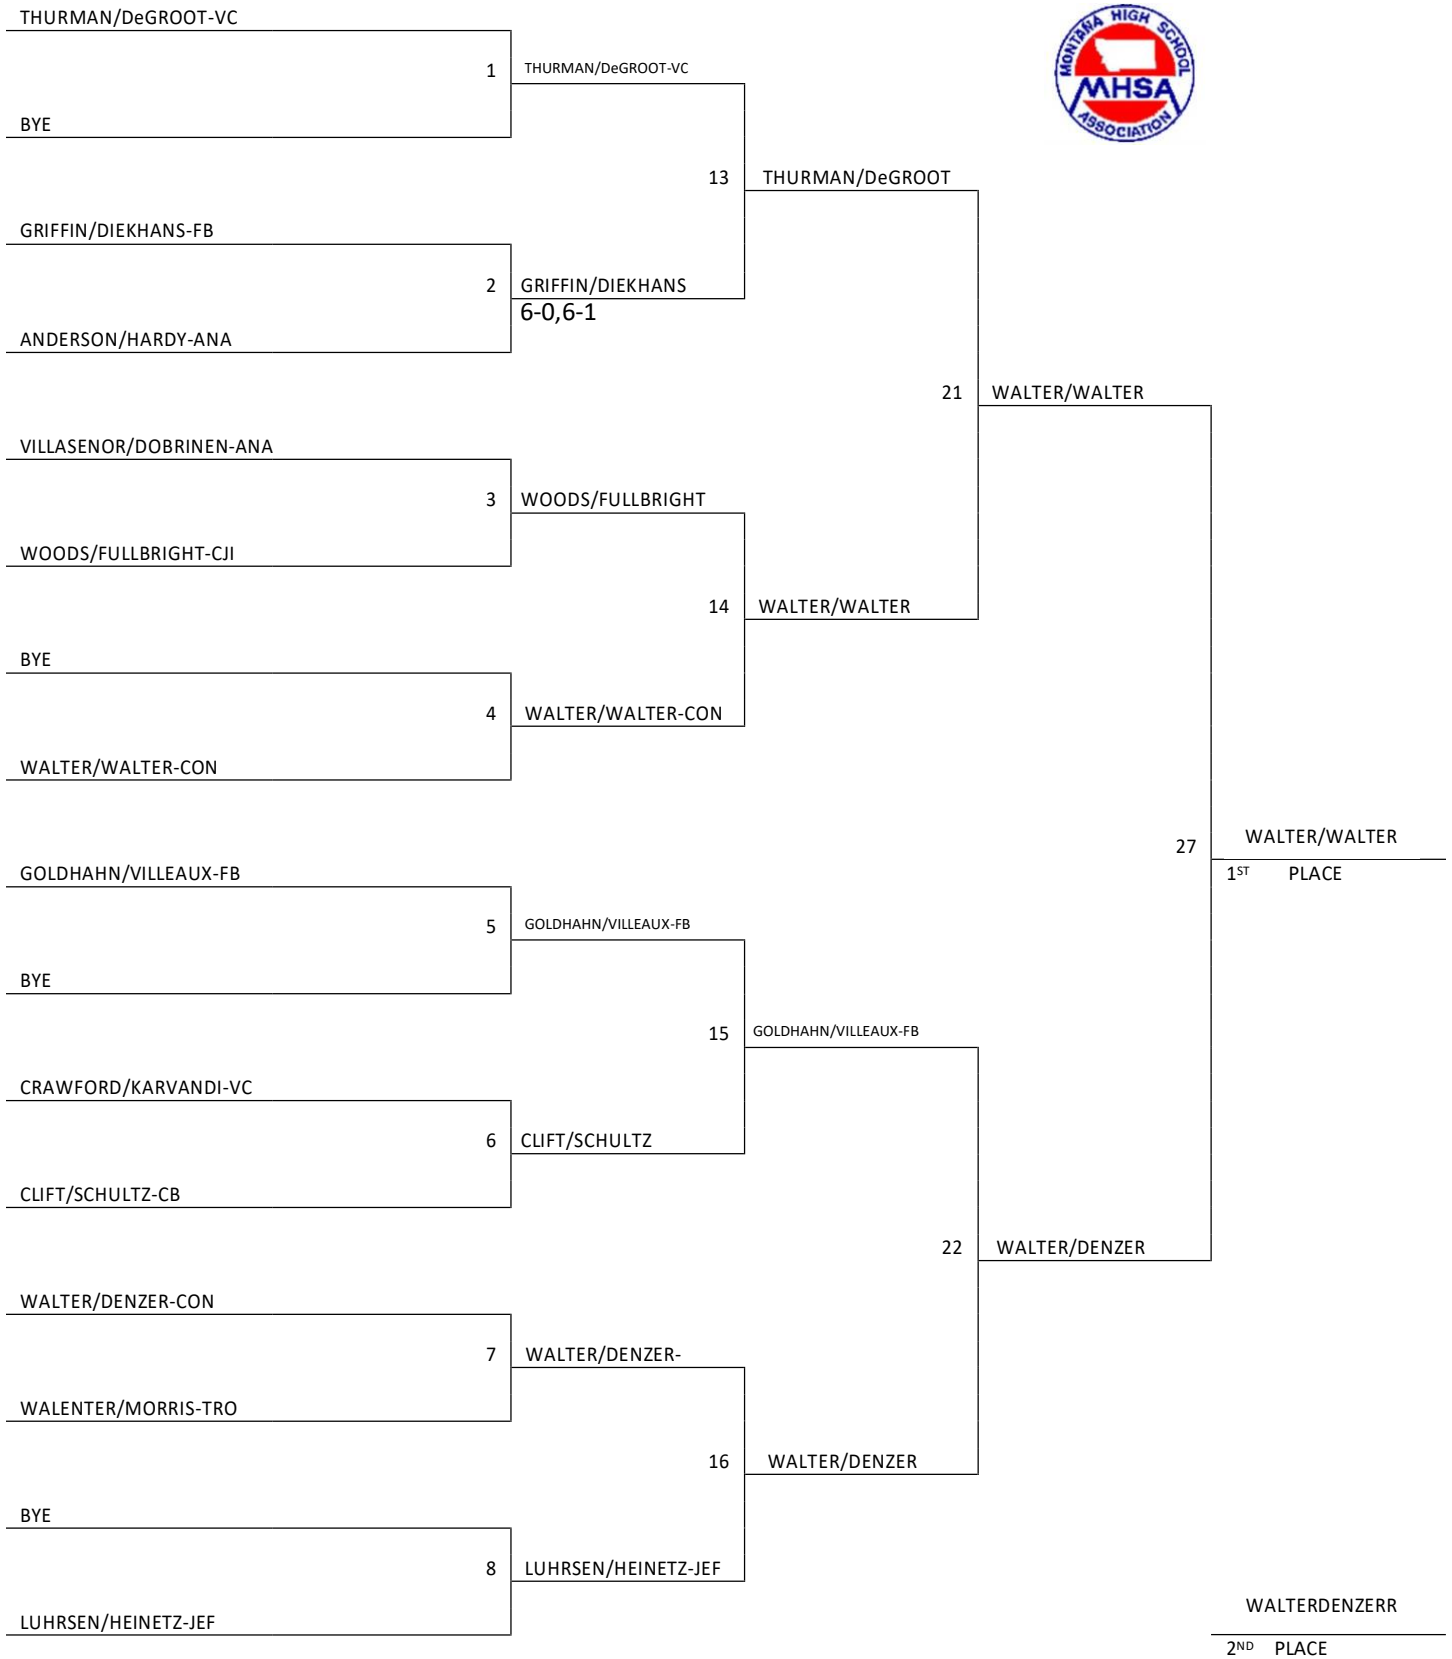 THURMAN/DeGROOT-VC
MONTANA HIGH SCHOOL
MHSA
ASSOCIATION
1 THURMAN/DeGROOT-VC
BYE
13 THURMAN/DeGROOT
GRIFFIN/DIEKHANS-FB
2 GRIFFIN/DIEKHANS
6-0,6-1
ANDERSON/HARDY-ANA
21 WALTER/WALTER
VILLASENOR/DOBRINEN-ANA
3 WOODS/FULLBRIGHT
WOODS/FULLBRIGHT-CJI
14 WALTER/WALTER
BYE
4 WALTER/WALTER-CON
WALTER/WALTER-CON
27 WALTER/WALTER
1ST PLACE
GOLDHAHN/VILLEAUX-FB
5 GOLDHAHN/VILLEAUX-FB
BYE
15 GOLDHAHN/VILLEAUX-FB
CRAWFORD/KARVANDI-VC
6 CLIFT/SCHULTZ
CLIFT/SCHULTZ-CB
22 WALTER/DENZER
WALTER/DENZER-CON
7 WALTER/DENZER-
WALENTER/MORRIS-TRO
16 WALTER/DENZER
BYE
8 LUHRSEN/HEINETZ-JEF
WALTERDENZERR
LUHRSEN/HEINETZ-JEF
2ND PLACE